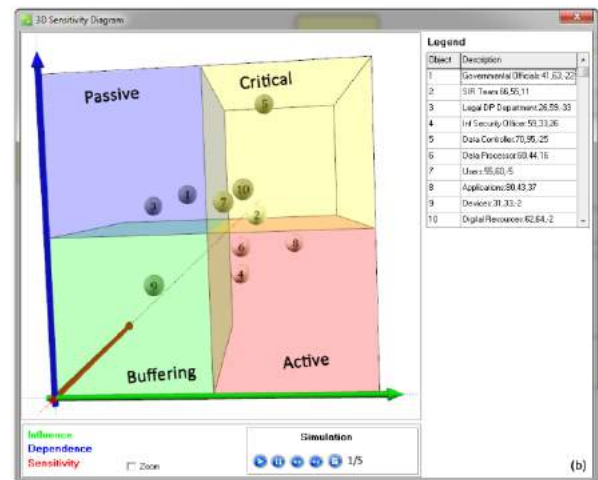 3D Sensitivity Diagram
Passive
Critical
5
1
10
3
7
2
6
8
4
9
Buffering
Active
Legend
Object Description
1 Governmental Officials:41,63,-22
2 SIR Team:66,55,11
3 Legal DP Department:26,59,-33
4 Inf Security Officer:59,33,26
5 Data Controller:70,95,-25
6 Data Processor:60,44,16
7 Users:55,60,-5
8 Applications:80,43,37
9 Devices:31,33,-2
10 Digital Resources:62,64,-2
Influence
Dependence
Sensitivity
Zoom
Simulation
1/5
(b)